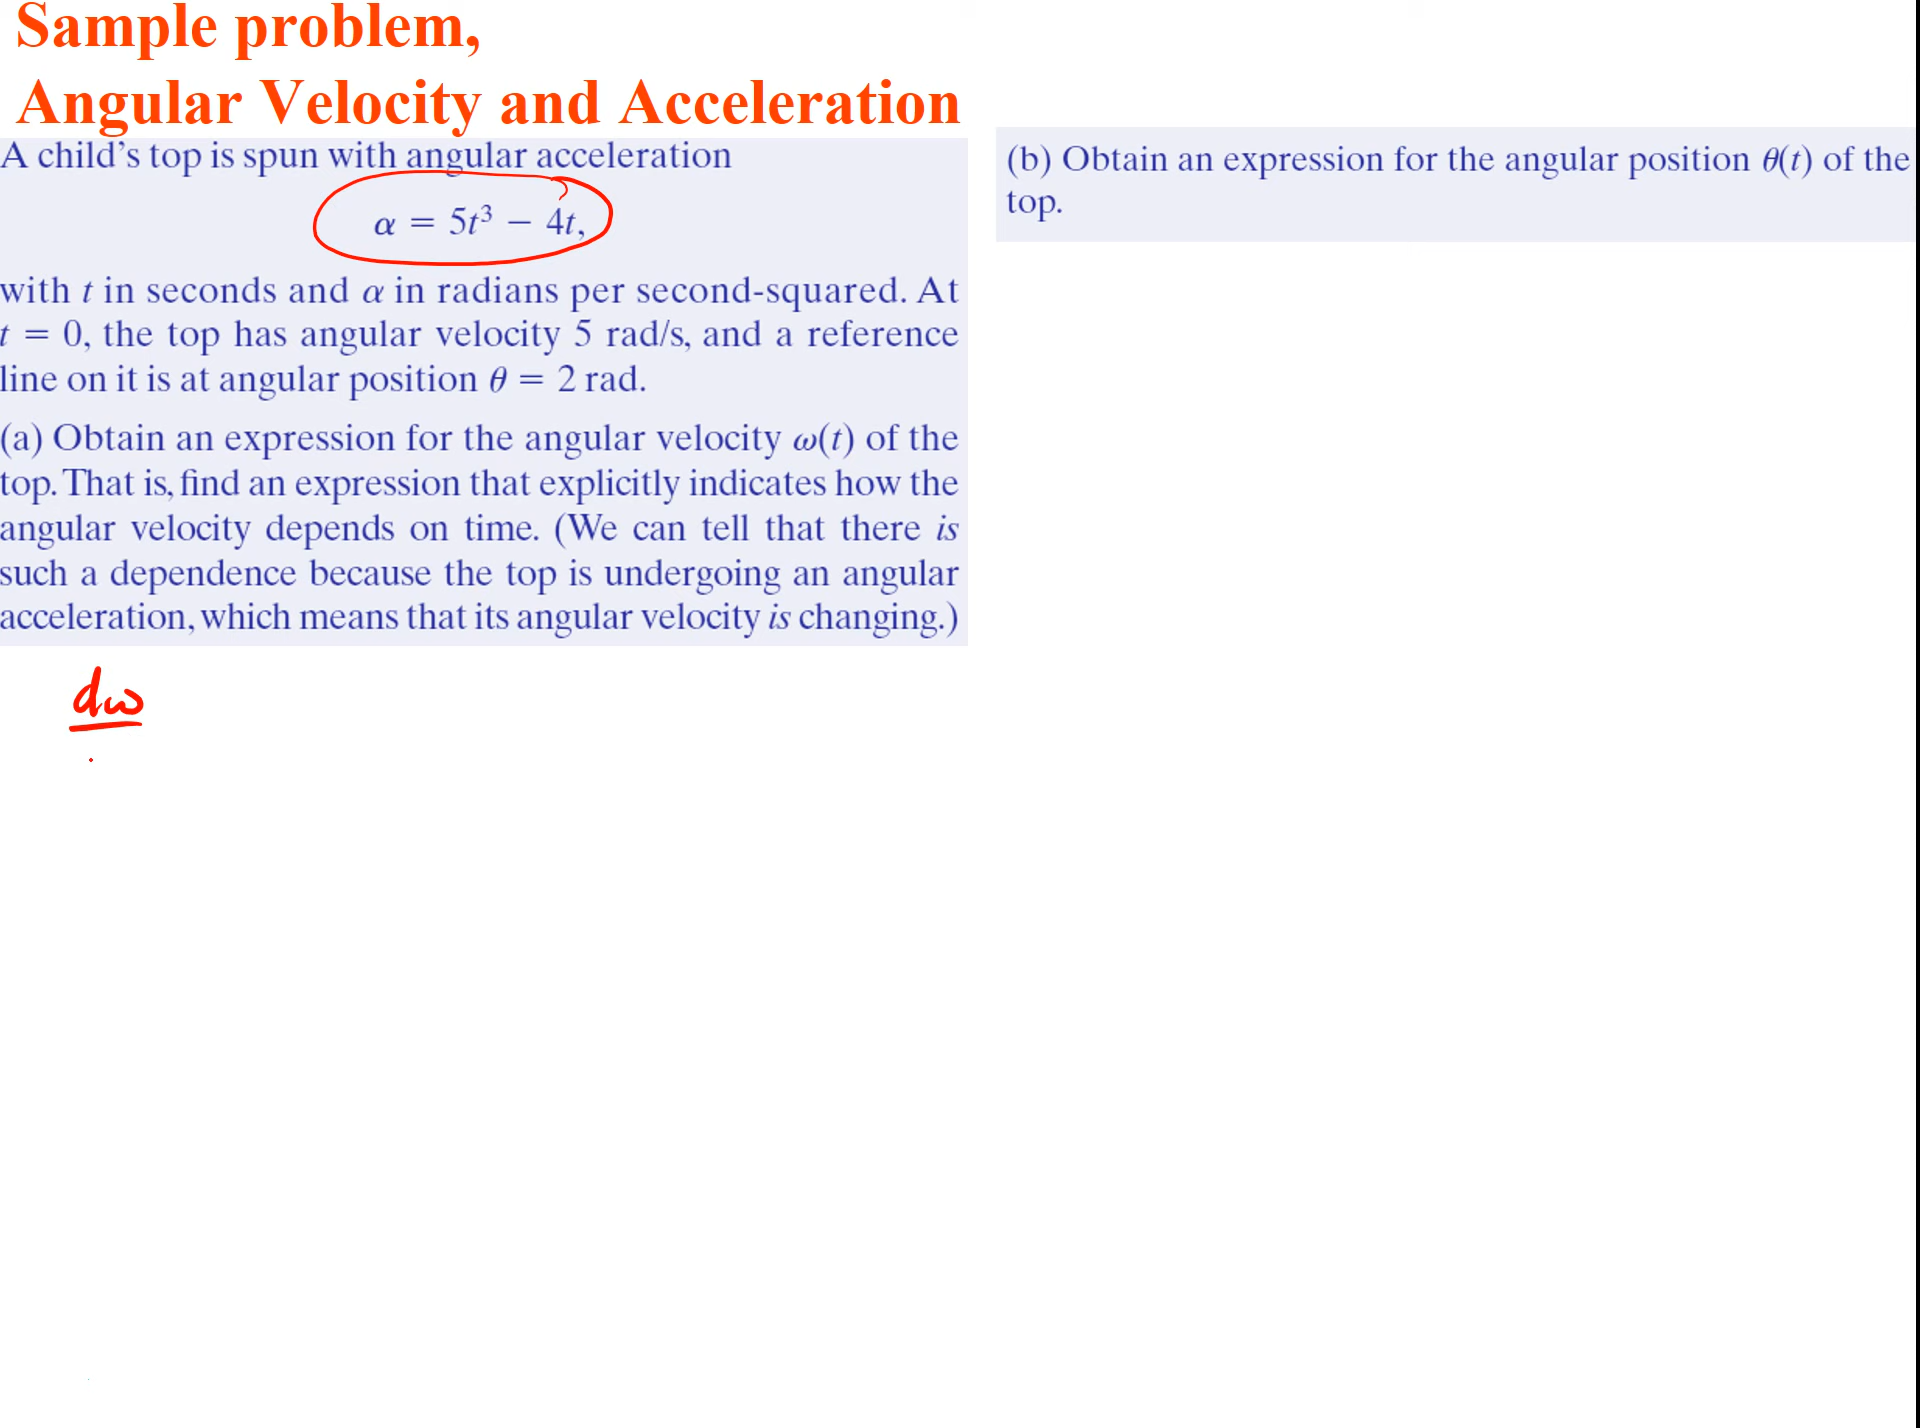 Sample problem,
Angular Velocity and Acceleration
A child's top is spun with angular acceleration
α = 5t³ − 4t,
with t in seconds and α in radians per second-squared. At
t = 0, the top has angular velocity 5 rad/s, and a reference
line on it is at angular position θ = 2 rad.
(a) Obtain an expression for the angular velocity ω(t) of the
top. That is, find an expression that explicitly indicates how the
angular velocity depends on time. (We can tell that there is
such a dependence because the top is undergoing an angular
acceleration, which means that its angular velocity is changing.)
dω
(b) Obtain an expression for the angular position θ(t) of the
top.